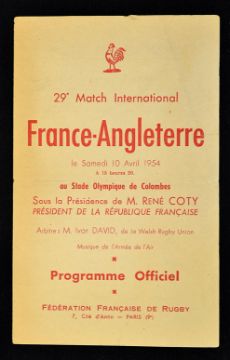 29e Match International
France-Angleterre
le Samedi 10 Avril 1954
à 15 heures 30,
au Stade Olympique de Colombes
Sous la Présidence de M. RENÉ COTY
PRÉSIDENT DE LA RÉPUBLIQUE FRANÇAISE
Arbitre : M. Ivor DAVID, de la Welsh Rugby Union
Musique de l'Armée de l'Air
Programme Officiel
FÉDÉRATION FRANÇAISE DE RUGBY
7, Cité d'Antin — PARIS (9e)